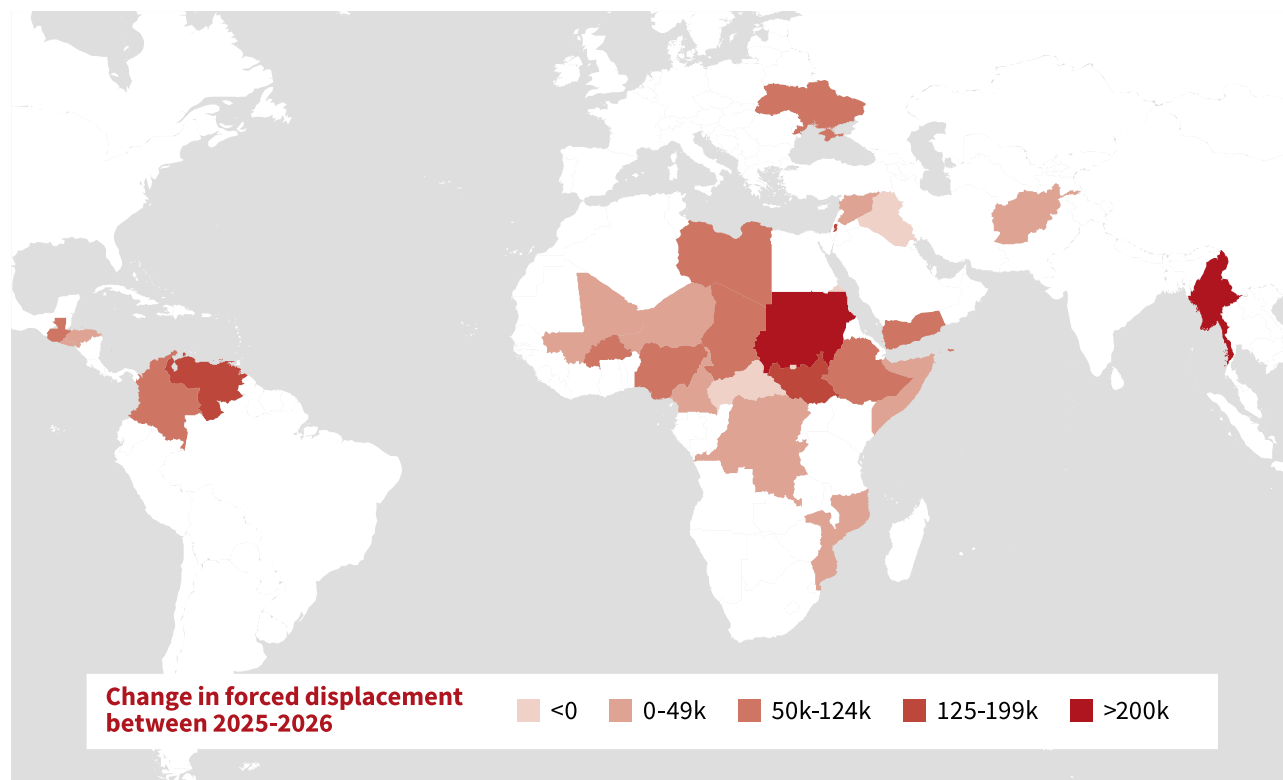 Change in forced displacement
between 2025-2026
<0
0-49k
50k-124k
125-199k
>200k